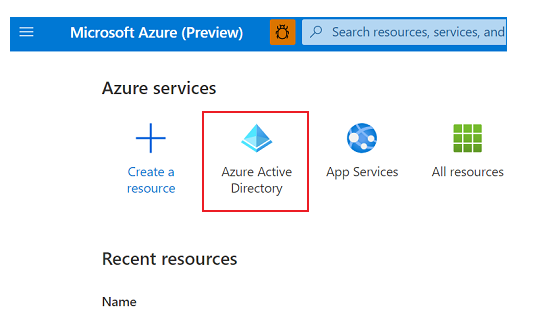 Microsoft Azure (Preview)
Search resources, services, and
Azure services
Create a
resource
Azure Active
Directory
App Services
All resources
Recent resources
Name